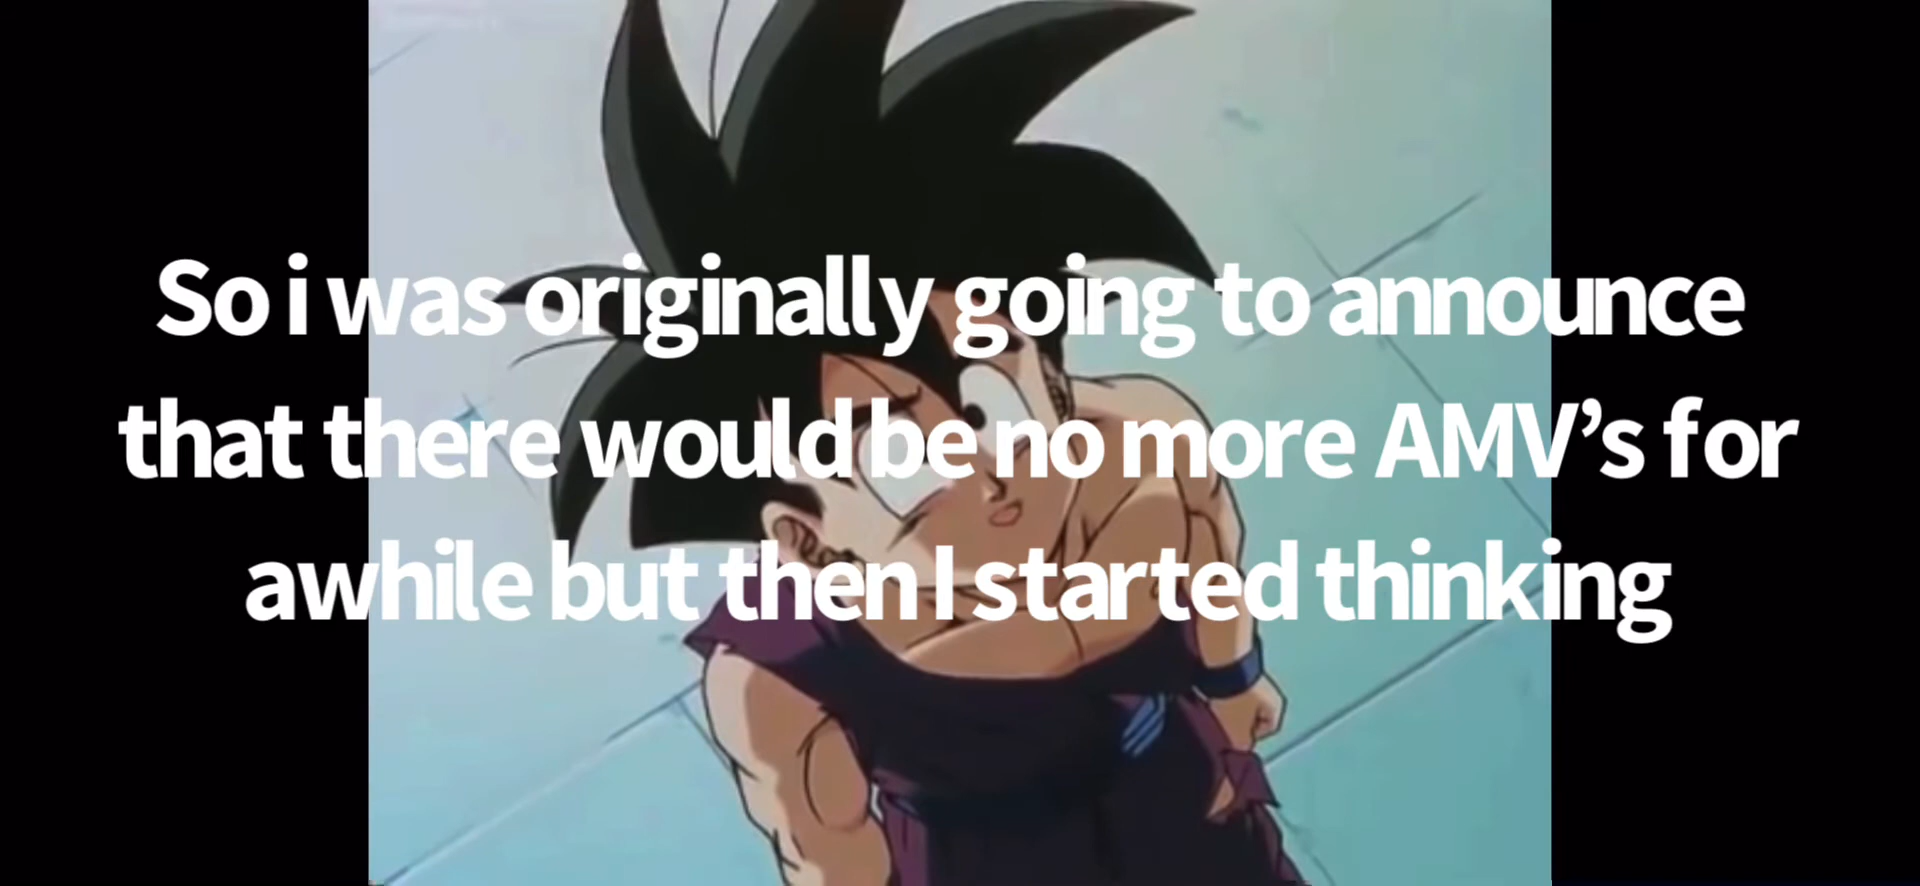 So i was originally going to announce
that there would be no more AMV’s for
awhile but then I started thinking